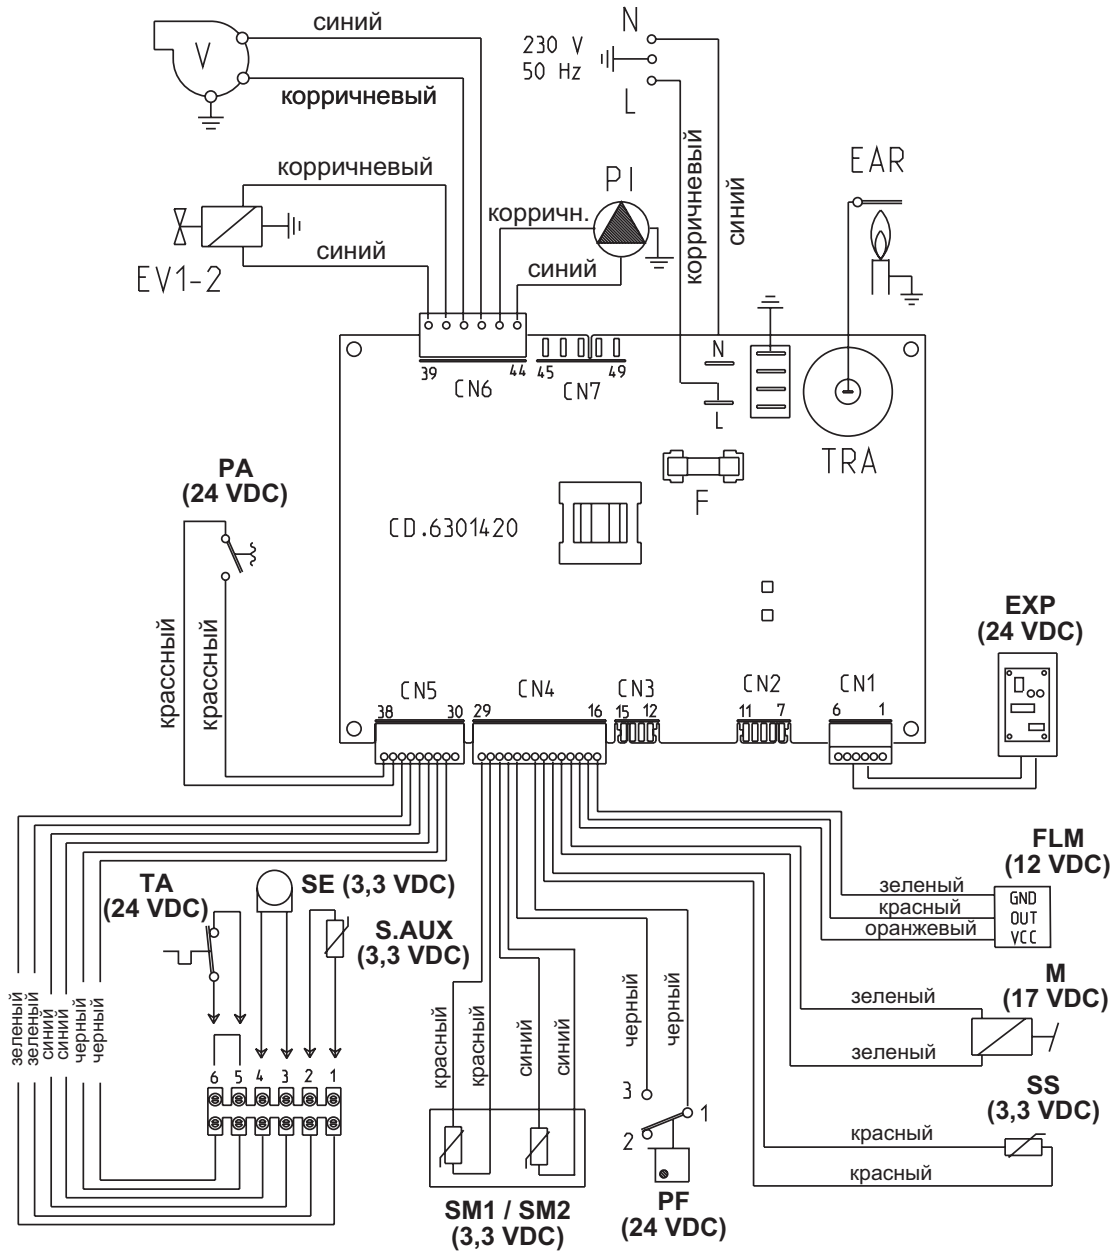 синий
V
корричневый
N
230 V
50 Hz
L
корричневый
синий
EV1-2
корричн.
PI
синий
корричневый
синий
EAR
39
44
CN6
45
49
CN7
N
L
TRA
F
CD.6301420
PA
(24 VDC)
крассный
крассный
EXP
(24 VDC)
CN5
38
30
CN4
29
16
CN3
15
12
CN2
11
7
CN1
6
1
FLM
(12 VDC)
зеленый
красный
оранжевый
GND
OUT
VCC
M
(17 VDC)
зеленый
зеленый
SS
(3,3 VDC)
красный
красный
TA
(24 VDC)
SE (3,3 VDC)
S.AUX
(3,3 VDC)
зеленый
зеленый
синий
синий
черный
черный
6
5
4
3
2
1
красный
красный
синий
синий
SM1 / SM2
(3,3 VDC)
черный
черный
3
2
1
PF
(24 VDC)